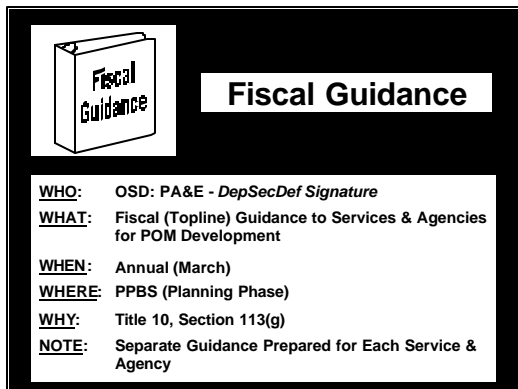 Fiscal
Guidance
Fiscal Guidance
WHO: OSD: PA&E - DepSecDef Signature
WHAT: Fiscal (Topline) Guidance to Services & Agencies
for POM Development
WHEN: Annual (March)
WHERE: PPBS (Planning Phase)
WHY: Title 10, Section 113(g)
NOTE: Separate Guidance Prepared for Each Service &
Agency